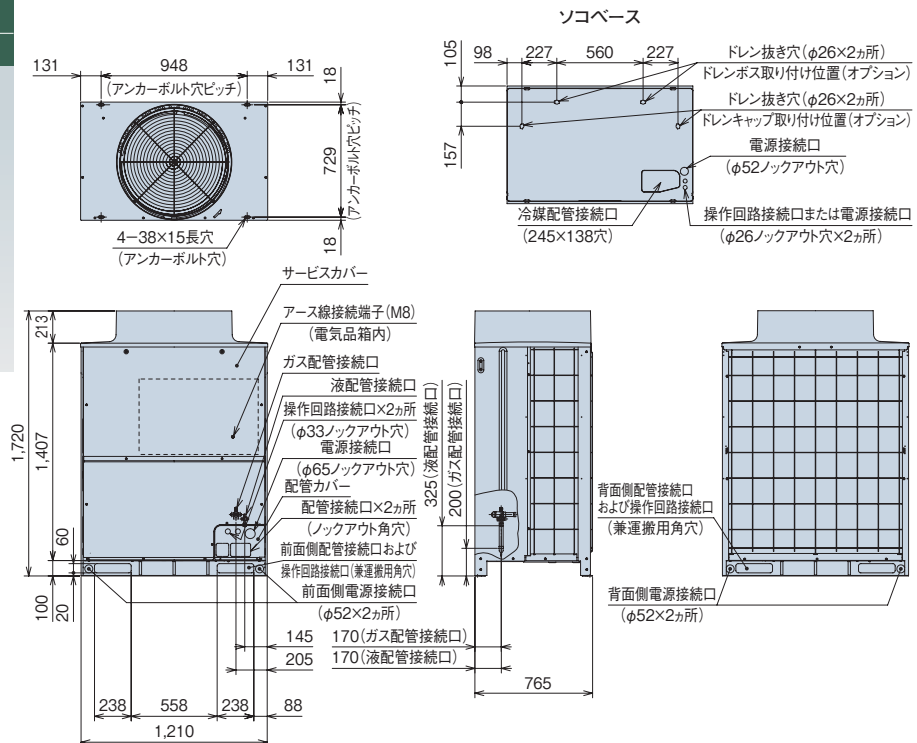 ソコベース
131
948
131
(アンカーボルト穴ピッチ)
18
729
(アンカーボルト穴ピッチ)
18
4−38×15長穴
(アンカーボルト穴)
105
98
227
560
227
157
ドレン抜き穴(φ26×2ヵ所)
ドレンボス取り付け位置(オプション)
ドレン抜き穴(φ26×2ヵ所)
ドレンキャップ取り付け位置(オプション)
電源接続口
(φ52ノックアウト穴)
冷媒配管接続口
(245×138穴)
操作回路接続口または電源接続口
(φ26ノックアウト穴×2ヵ所)
サービスカバー
アース線接続端子(M8)
(電気品箱内)
ガス配管接続口
液配管接続口
操作回路接続口×2ヵ所
(φ33ノックアウト穴)
電源接続口
(φ65ノックアウト穴)
配管カバー
配管接続口×2ヵ所
(ノックアウト角穴)
前面側配管接続口および
操作回路接続口(兼運搬用角穴)
前面側電源接続口
(φ52×2ヵ所)
213
1,720
1,407
60
100
20
145
205
238
558
238
88
1,210
325(液配管接続口)
200(ガス配管接続口)
170(ガス配管接続口)
170(液配管接続口)
765
背面側配管接続口
および操作回路接続口
(兼運搬用角穴)
背面側電源接続口
(φ52×2ヵ所)